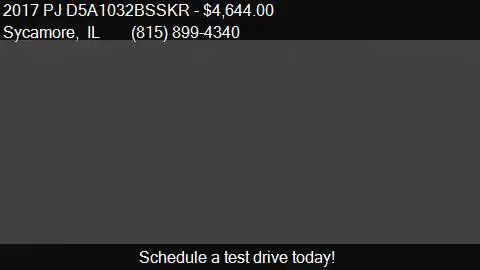 2017 PJ D5A1032BSSKR - $4,644.00
Sycamore,  IL       (815) 899-4340
Schedule a test drive today!